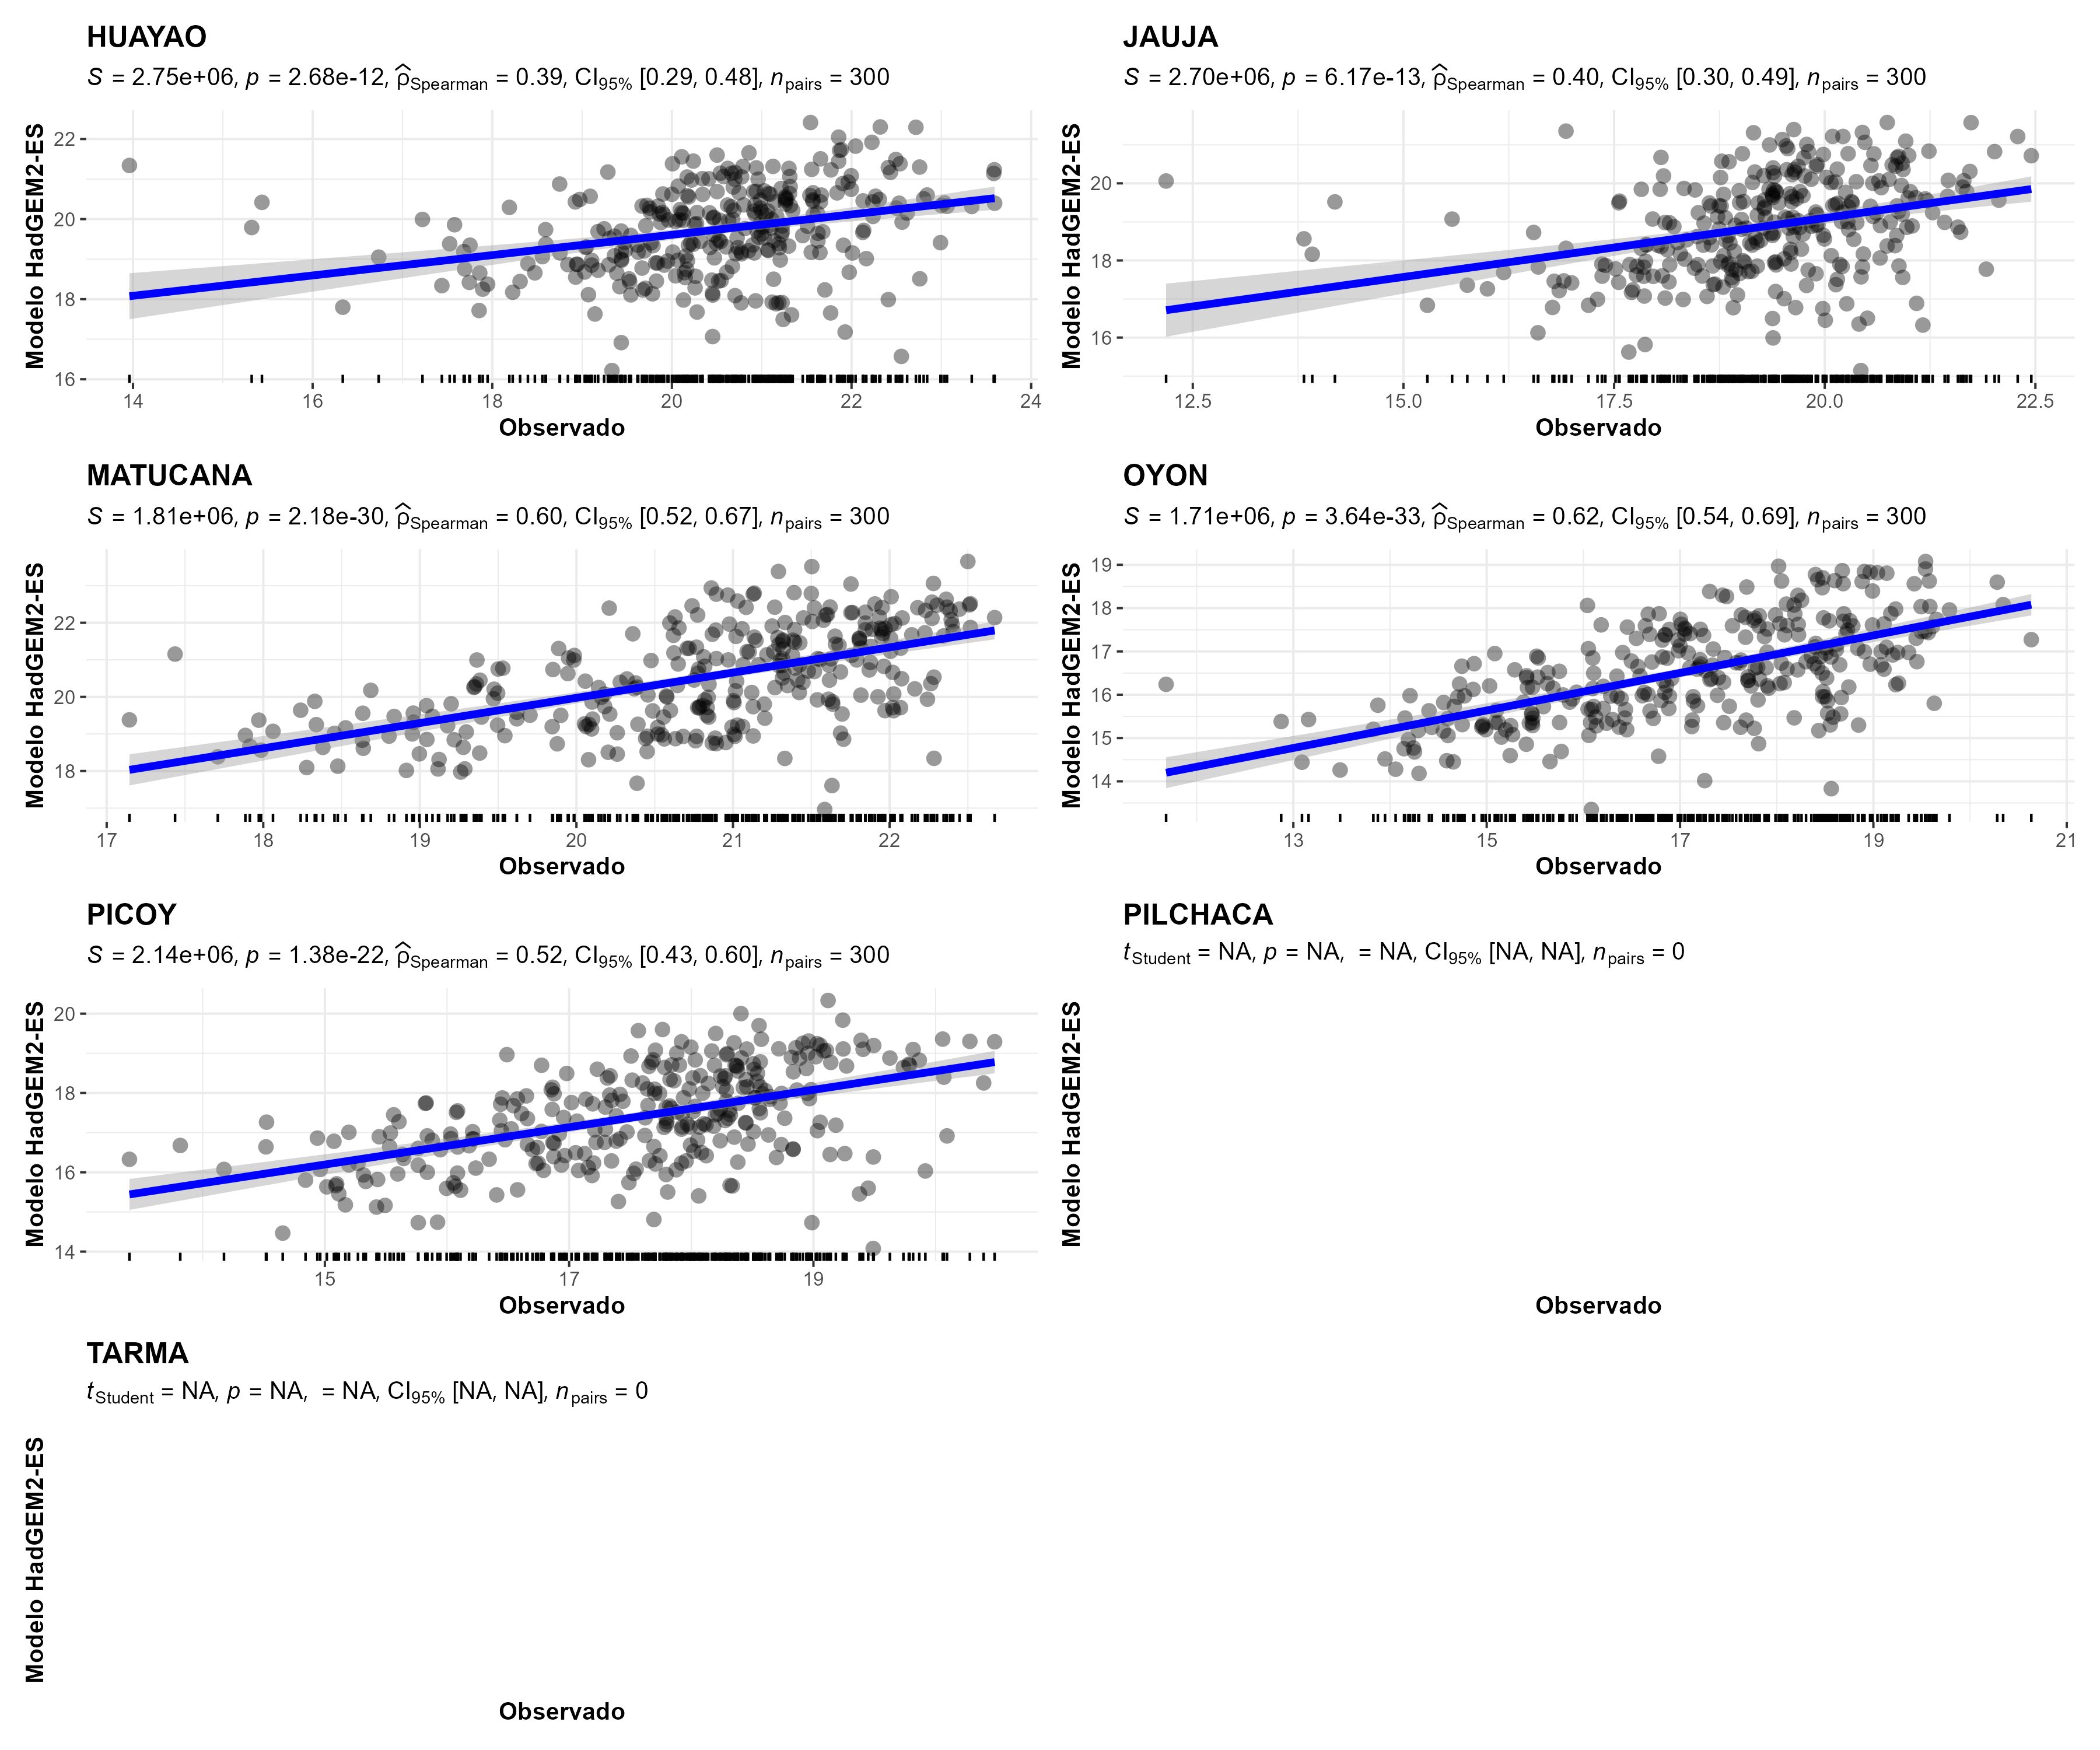 HUAYAO
S = 2.75e+06, p = 2.68e-12, ρ̂Spearman = 0.39, CI95% [0.29, 0.48], npairs = 300
Modelo HadGEM2-ES
22
20
18
16
14 16 18 20 22 24
Observado
JAUJA
S = 2.70e+06, p = 6.17e-13, ρ̂Spearman = 0.40, CI95% [0.30, 0.49], npairs = 300
Modelo HadGEM2-ES
20
18
16
12.5 15.0 17.5 20.0 22.5
Observado
MATUCANA
S = 1.81e+06, p = 2.18e-30, ρ̂Spearman = 0.60, CI95% [0.52, 0.67], npairs = 300
Modelo HadGEM2-ES
22
20
18
17 18 19 20 21 22
Observado
OYON
S = 1.71e+06, p = 3.64e-33, ρ̂Spearman = 0.62, CI95% [0.54, 0.69], npairs = 300
Modelo HadGEM2-ES
19
18
17
16
15
14
13 15 17 19 21
Observado
PICOY
S = 2.14e+06, p = 1.38e-22, ρ̂Spearman = 0.52, CI95% [0.43, 0.60], npairs = 300
Modelo HadGEM2-ES
20
18
16
14
15 17 19
Observado
PILCHACA
tStudent = NA, p = NA, = NA, CI95% [NA, NA], npairs = 0
Modelo HadGEM2-ES
Observado
TARMA
tStudent = NA, p = NA, = NA, CI95% [NA, NA], npairs = 0
Modelo HadGEM2-ES
Observado